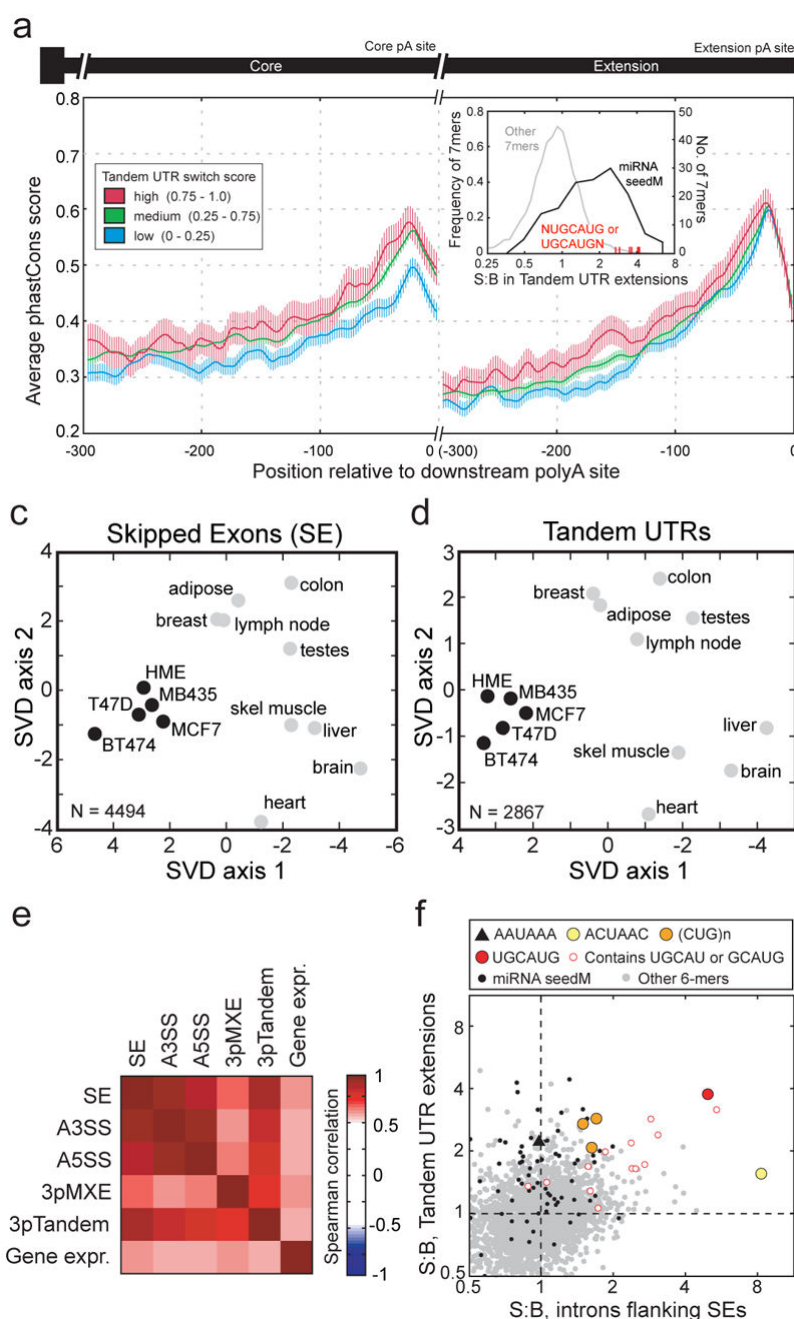 a
Core pA site
Extension pA site
Core
Extension
Average phastCons score
0.8
0.7
0.6
0.5
0.4
0.3
0.2
Tandem UTR switch score
high (0.75 - 1.0)
medium (0.25 - 0.75)
low (0 - 0.25)
Frequency of 7mers
0.8
0.6
0.4
0.2
0
Other
7mers
miRNA
seedM
NUGCAUG or
UGCAUGN
50
40
30
20
10
0
No. of 7mers
0.25
0.5
1
2
4
8
S:B in Tandem UTR extensions
-300
-200
-100
0
(-300)
-200
-100
0
Position relative to downstream polyA site
c
Skipped Exons (SE)
SVD axis 2
4
2
0
-2
-4
adipose
colon
breast
lymph node
testes
HME
T47D
MB435
MCF7
BT474
skel muscle
liver
brain
heart
N = 4494
6
4
2
0
-2
-4
-6
SVD axis 1
d
Tandem UTRs
SVD axis 2
3
2
1
0
-1
-2
-3
breast
colon
adipose
testes
lymph node
HME
MB435
MCF7
T47D
BT474
skel muscle
liver
brain
heart
N = 2867
4
2
0
-2
-4
SVD axis 1
e
SE
A3SS
A5SS
3pMXE
3pTandem
Gene expr.
SE
A3SS
A5SS
3pMXE
3pTandem
Gene expr.
Spearman correlation
1
0.5
0
-0.5
-1
f
AAUAAA
ACUAAC
(CUG)n
UGCAUG
Contains UGCAU or GCAUG
miRNA seedM
Other 6-mers
S:B, Tandem UTR extensions
8
4
2
1
0.5
0.5
1
2
4
8
S:B, introns flanking SEs